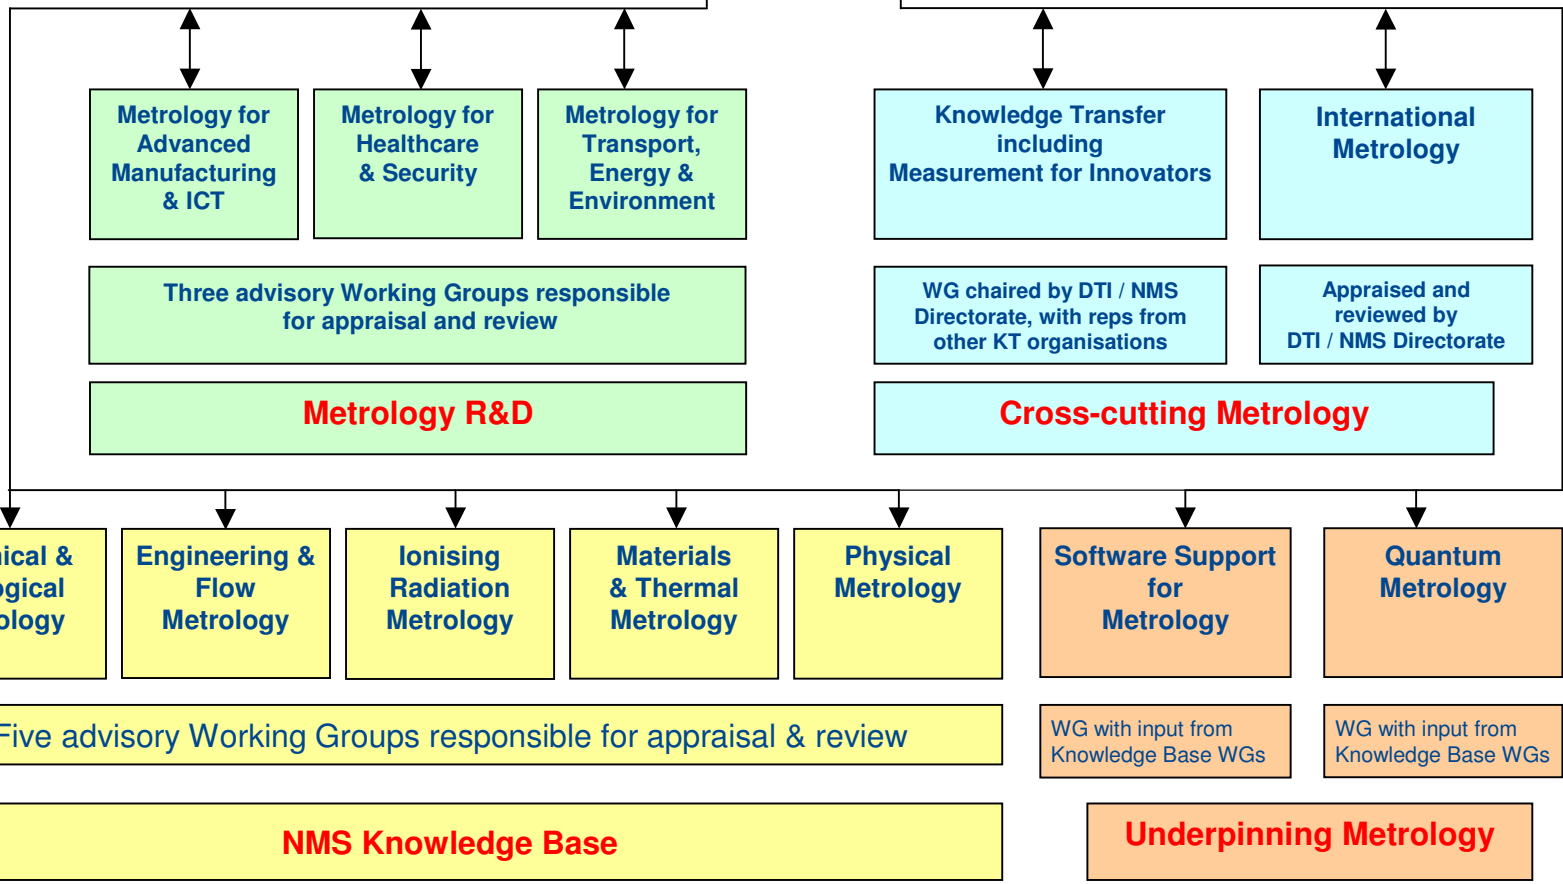 Metrology for
Advanced
Manufacturing
& ICT
Metrology for
Healthcare
& Security
Metrology for
Transport,
Energy &
Environment
Knowledge Transfer
including
Measurement for Innovators
International
Metrology
Three advisory Working Groups responsible
for appraisal and review
WG chaired by DTI / NMS
Directorate, with reps from
other KT organisations
Appraised and
reviewed by
DTI / NMS Directorate
Metrology R&D
Cross-cutting Metrology
&
Engineering &
Flow
Metrology
Ionising
Radiation
Metrology
Materials
& Thermal
Metrology
Physical
Metrology
Software Support
for
Metrology
Quantum
Metrology
Five advisory Working Groups responsible for appraisal & review
WG with input from
Knowledge Base WGs
WG with input from
Knowledge Base WGs
NMS Knowledge Base
Underpinning Metrology